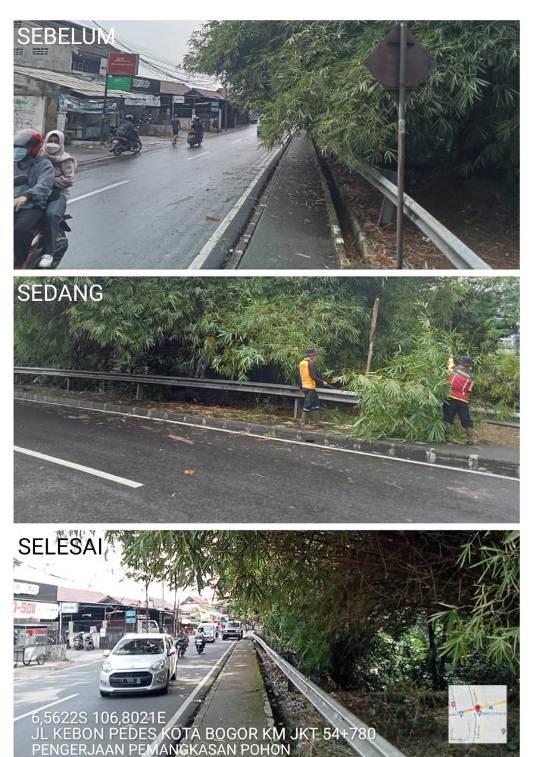 SEBELUM
SEDANG
SELESAI
6,5622S 106,8021E
JL KEBON PEDES KOTA BOGOR KM JKT 54+780
PENGERJAAN PEMANGKASAN POHON